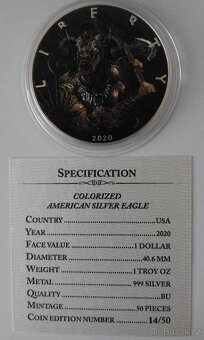 LIBERTY
2020
SPECIFICATION
COLORIZED
AMERICAN SILVER EAGLE
COUNTRY USA
YEAR 2020
FACE VALUE 1 DOLLAR
DIAMETER 40.6 MM
WEIGHT 1 TROY OZ
METAL 999 SILVER
QUALITY BU
MINTAGE 50 PIECES
COIN EDITION NUMBER 14/50